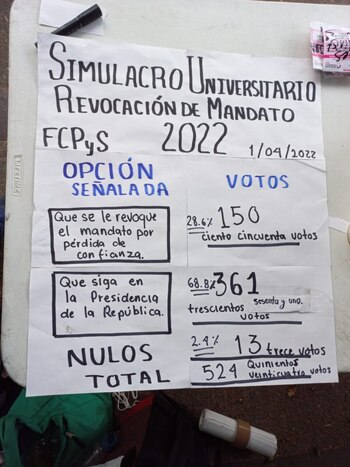 SIMULACRO UNIVERSITARIO
REVOCACIÓN DE MANDATO
FCPyS 2022 1/04/2022
OPCIÓN
SEÑALADA
VOTOS
Que se le revoque
el mandato por
pérdida de
confianza.
28.6% 150
ciento cincuenta votos
Que siga en
la Presidencia
de la República.
68.8% 361
trescientos sesenta y uno.
votos
NULOS
2.4% 13 trece votos
TOTAL
524 Quinientos
veinticuatro votos